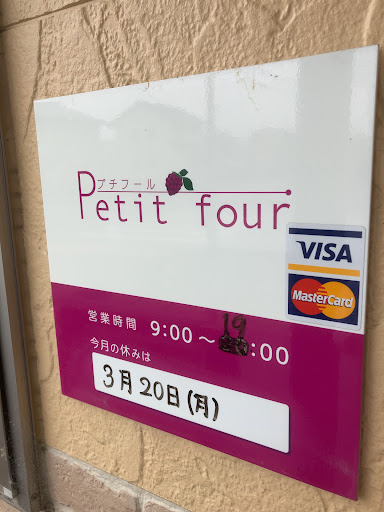 プチフール
Petit four
VISA
MasterCard
営業時間 9:00～19:00
今月の休みは
3月20日(月)